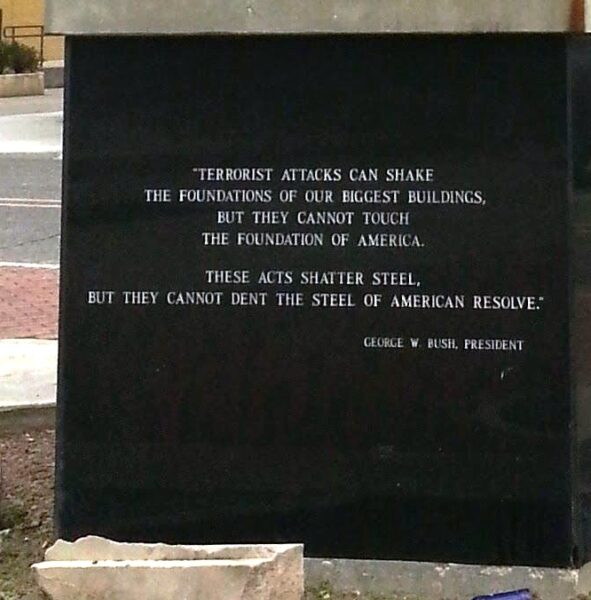 "TERRORIST ATTACKS CAN SHAKE
THE FOUNDATIONS OF OUR BIGGEST BUILDINGS,
BUT THEY CANNOT TOUCH
THE FOUNDATION OF AMERICA.
THESE ACTS SHATTER STEEL,
BUT THEY CANNOT DENT THE STEEL OF AMERICAN RESOLVE."
GEORGE W. BUSH, PRESIDENT